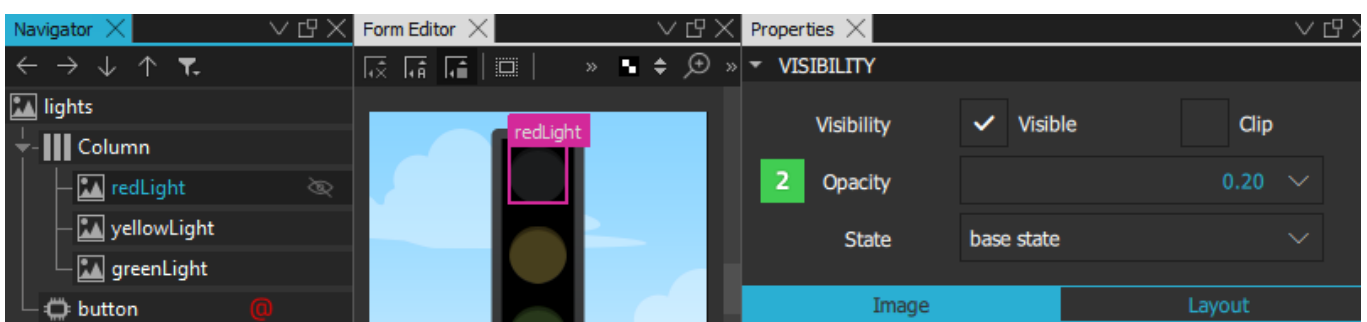 Navigator
lights
Column
redLight
yellowLight
greenLight
button @
Form Editor
A
redLight
Properties
VISIBILITY
Visibility Visible Clip
2 Opacity 0.20
State base state
Image Layout